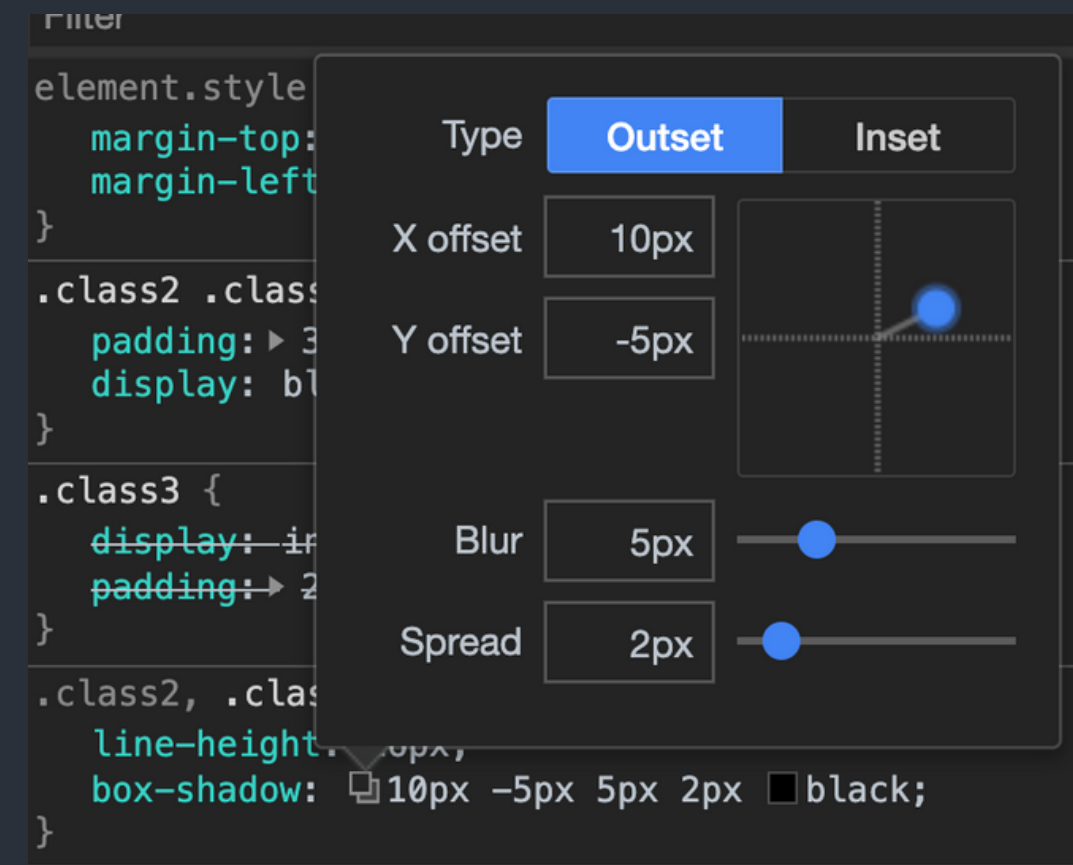 Filter
element.style
margin-top:
margin-left
}
.class2 .class
padding: 3
display: bl
}
.class3 {
display: in
padding: 2
}
.class2, .clas
line-height: 0px;
box-shadow: 10px -5px 5px 2px black;
}
Type Outset Inset
X offset 10px
Y offset -5px
Blur 5px
Spread 2px